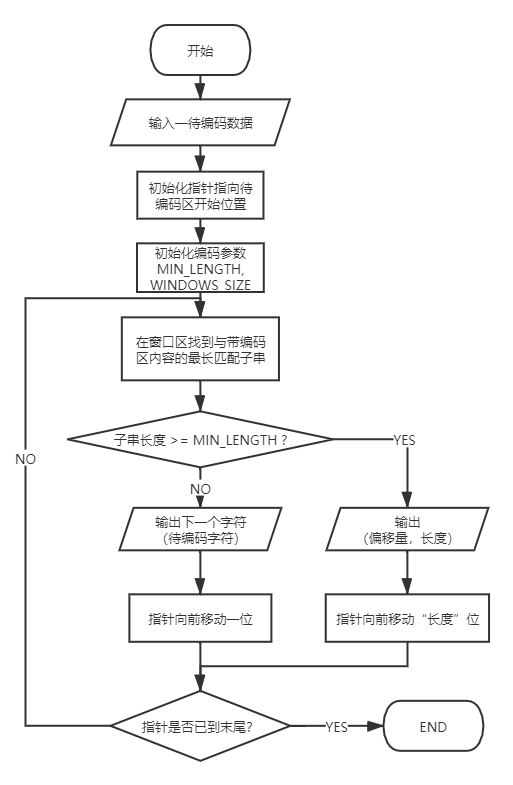 开始
输入一待编码数据
初始化指针指向待
编码区开始位置
初始化编码参数
MIN_LENGTH,
WINDOWS_SIZE
在窗口区找到与带编码
区内容的最长匹配子串
子串长度 >= MIN_LENGTH ?
YES
NO
NO
输出下一个字符
（待编码字符）
输出
（偏移量，长度）
指针向前移动一位
指针向前移动“长度”位
指针是否已到末尾?
YES
END